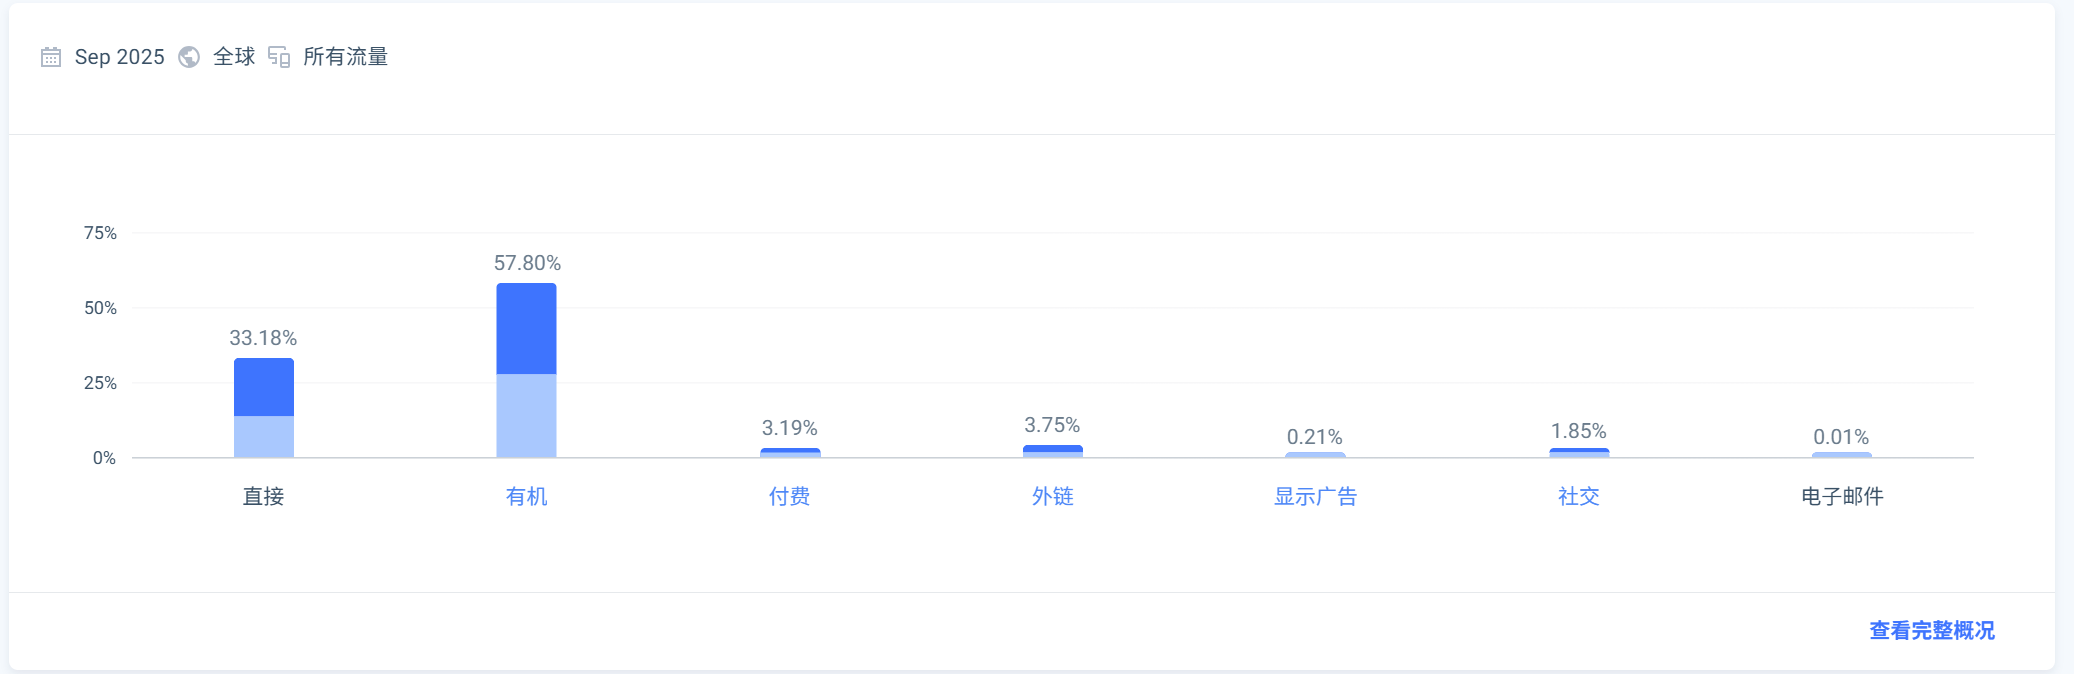 Sep 2025 全球 所有流量
75%
50%
25%
0%
33.18%
57.80%
3.19%
3.75%
0.21%
1.85%
0.01%
直接
有机
付费
外链
显示广告
社交
电子邮件
查看完整概况